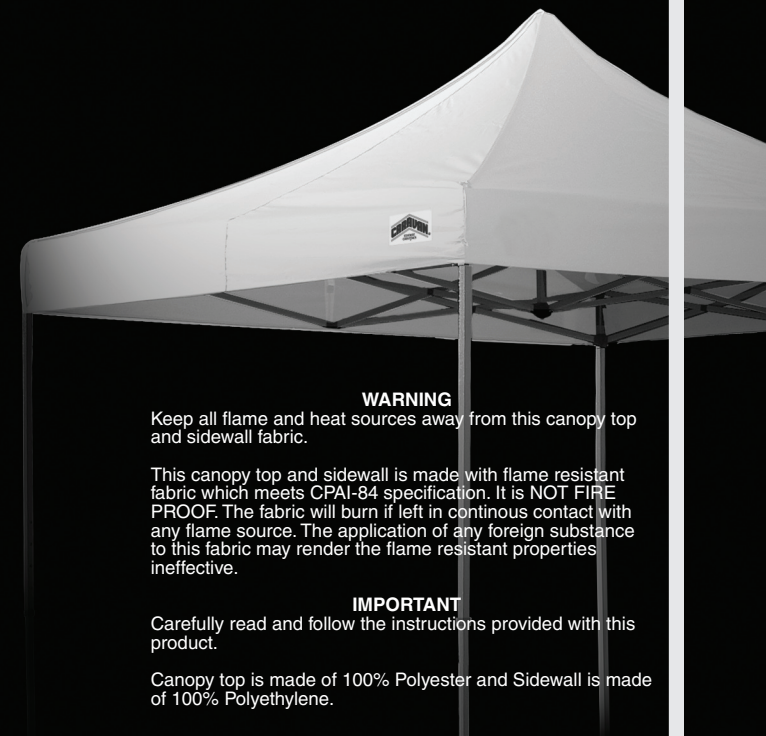 CARAVAN
WARNING
Keep all flame and heat sources away from this canopy top
and sidewall fabric.
This canopy top and sidewall is made with flame resistant
fabric which meets CPAI-84 specification. It is NOT FIRE
PROOF. The fabric will burn if left in continous contact with
any flame source. The application of any foreign substance
to this fabric may render the flame resistant properties
ineffective.
IMPORTANT
Carefully read and follow the instructions provided with this
product.
Canopy top is made of 100% Polyester and Sidewall is made
of 100% Polyethylene.